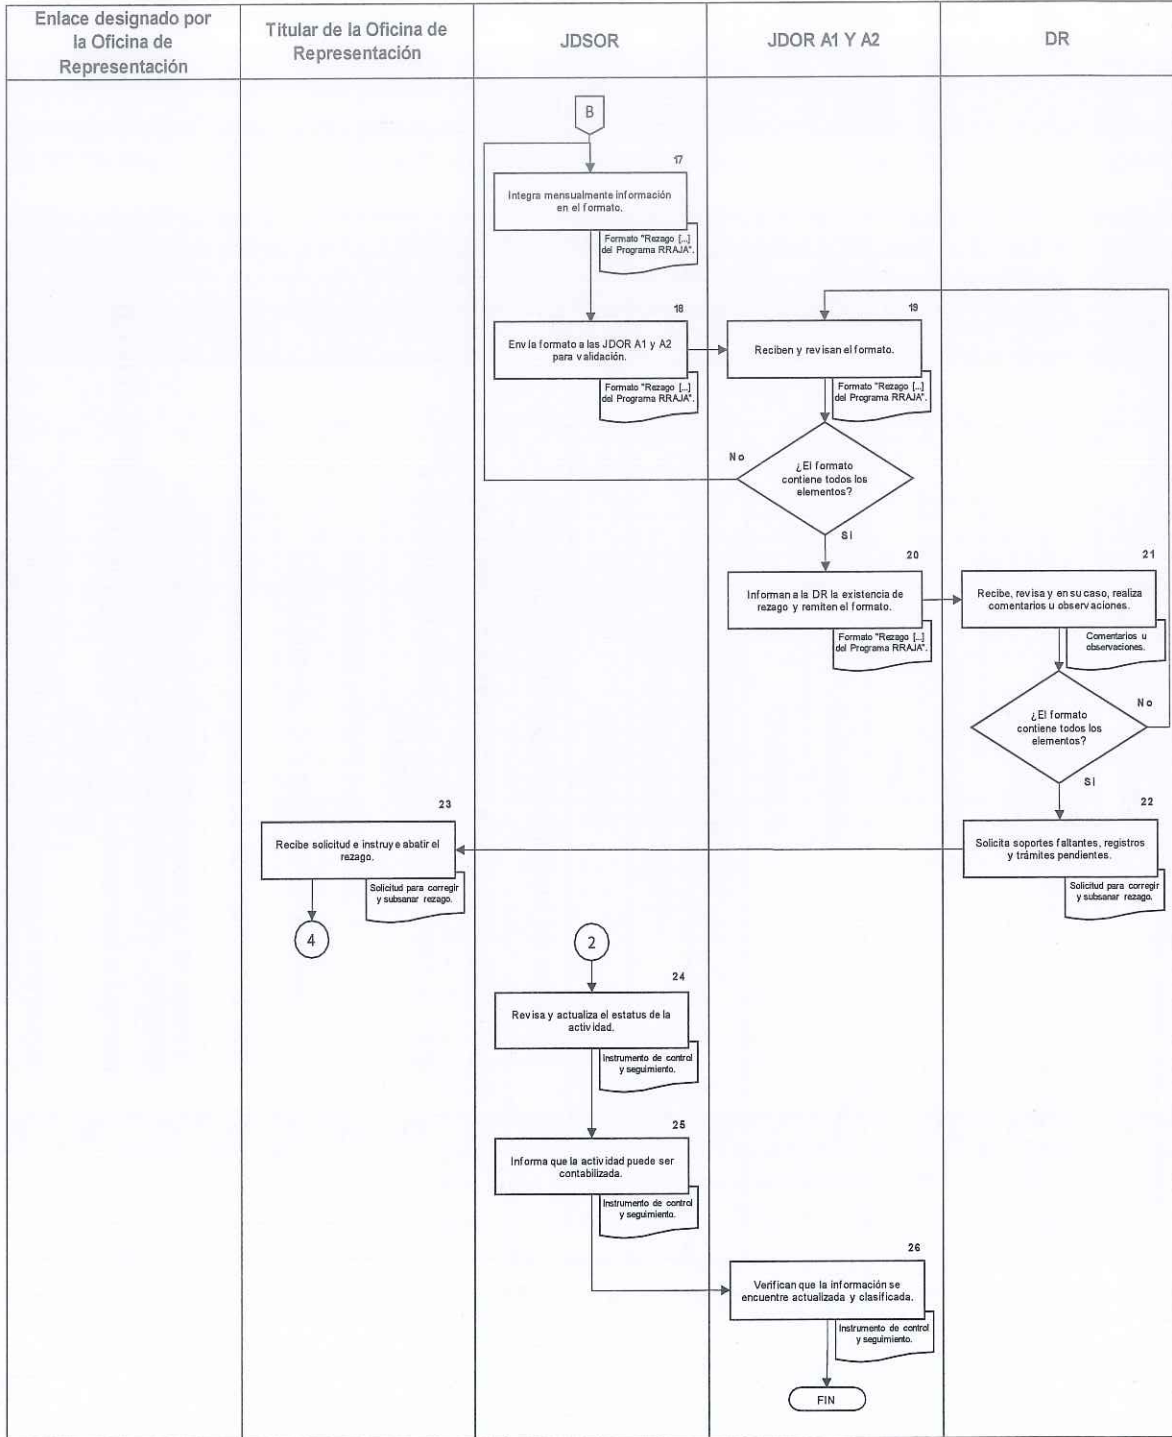 Enlace designado por
la Oficina de
Representación
Titular de la Oficina de
Representación
JDSOR
JDOR A1 Y A2
DR
B
17
Integra mensualmente información
en el formato.
Formato "Rezago [...]
del Programa RRAJA".
18
Envía formato a las JDOR A1 y A2
para validación.
Formato "Rezago [...]
del Programa RRAJA".
19
Reciben y revisan el formato.
Formato "Rezago [...]
del Programa RRAJA".
No
¿El formato
contiene todos los
elementos?
Sí
20
Informan a la DR la existencia de
rezago y remiten el formato.
Formato "Rezago [...]
del Programa RRAJA".
21
Recibe, revisa y en su caso, realiza
comentarios u observaciones.
Comentarios u
observaciones.
No
¿El formato
contiene todos los
elementos?
Sí
22
Solicita soportes faltantes, registros
y trámites pendientes.
Solicitud para corregir
y subsanar rezago.
23
Recibe solicitud e instruye abatir el
rezago.
Solicitud para corregir
y subsanar rezago.
4
2
24
Revisa y actualiza el estatus de la
actividad.
Instrumento de control
y seguimiento.
25
Informa que la actividad puede ser
contabilizada.
Instrumento de control
y seguimiento.
26
Verifican que la información se
encuentre actualizada y clasificada.
Instrumento de control
y seguimiento.
FIN